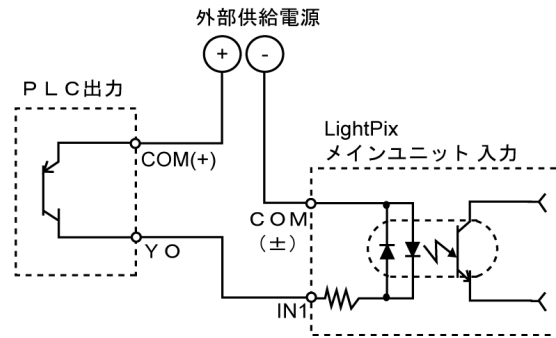 外部供給電源
+
-
ＰＬＣ出力
COM(+)
ＹＯ
LightPix
メインユニット 入力
ＣＯＭ
(±)
IN1